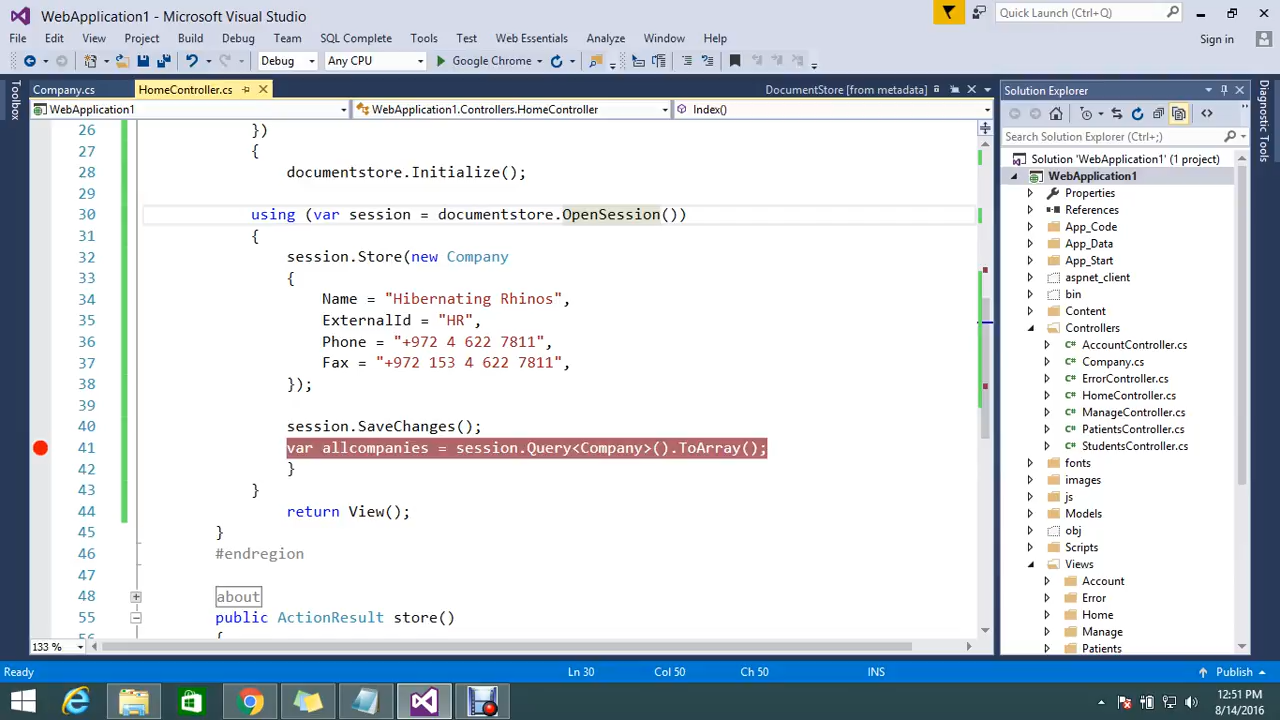 WebApplication1 - Microsoft Visual Studio
Quick Launch (Ctrl+Q)
File Edit View Project Build Debug Team SQL Complete Tools Test Web Essentials Analyze Window Help
Sign in
Debug Any CPU Google Chrome
Toolbox
Company.cs HomeController.cs DocumentStore [from metadata]
WebApplication1 WebApplication1.Controllers.HomeController Index()
26 })
27 {
28 documentstore.Initialize();
29
30 using (var session = documentstore.OpenSession())
31 {
32 session.Store(new Company
33 {
34 Name = "Hibernating Rhinos",
35 ExternalId = "HR",
36 Phone = "+972 4 622 7811",
37 Fax = "+972 153 4 622 7811",
38 });
39
40 session.SaveChanges();
41 var allcompanies = session.Query<Company>().ToArray();
42 }
43 }
44 return View();
45 }
46 #endregion
47
48 about
55 public ActionResult store()
56 {
133 %
Solution Explorer
Search Solution Explorer (Ctrl+;)
Solution 'WebApplication1' (1 project)
WebApplication1
Properties
References
App_Code
App_Data
App_Start
aspnet_client
bin
Content
Controllers
C# AccountController.cs
C# Company.cs
C# ErrorController.cs
C# HomeController.cs
C# ManageController.cs
C# PatientsController.cs
C# StudentsController.cs
fonts
images
js
Models
obj
Scripts
Views
Account
Error
Home
Manage
Patients
Diagnostic Tools
Ready Ln 30 Col 50 Ch 50 INS Publish
12:51 PM
8/14/2016